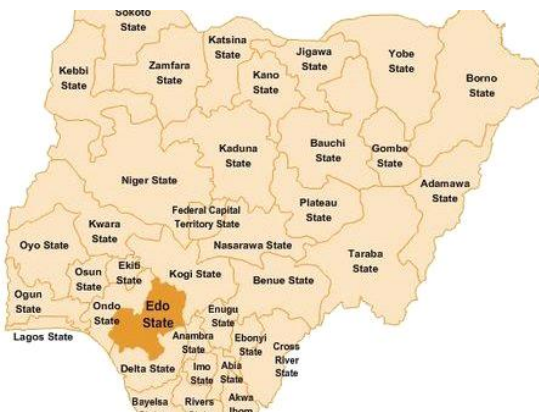 Sokoto
State
Katsina
State
Jigawa
State
Yobe
State
Kebbi
State
Zamfara
State
Kano
State
Borno
State
Kaduna
State
Bauchi
State
Gombe
State
Niger State
Adamawa
State
Plateau
State
Federal Capital
Territory State
Kwara
State
Oyo State
Nasarawa State
Taraba
State
Osun
State
Ekiti
State
Kogi State
Benue State
Ogun
State
Ondo
State
Edo
State
Enugu
State
Lagos State
Anambra
State
Ebonyi
State
Cross
River
State
Delta State
Imo
State
Abia
State
Bayelsa
Rivers
Akwa
Ibom